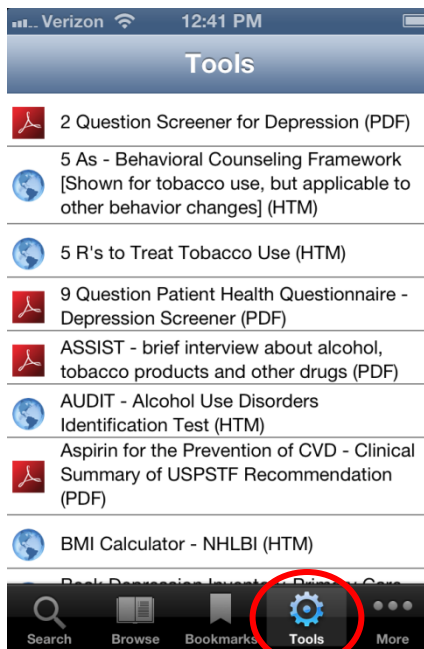 Verizon 12:41 PM
Tools
2 Question Screener for Depression (PDF)
5 As - Behavioral Counseling Framework
[Shown for tobacco use, but applicable to
other behavior changes] (HTM)
5 R's to Treat Tobacco Use (HTM)
9 Question Patient Health Questionnaire -
Depression Screener (PDF)
ASSIST - brief interview about alcohol,
tobacco products and other drugs (PDF)
AUDIT - Alcohol Use Disorders
Identification Test (HTM)
Aspirin for the Prevention of CVD - Clinical
Summary of USPSTF Recommendation
(PDF)
BMI Calculator - NHLBI (HTM)
Depression Inventory Primary Care
Search Browse Bookmarks Tools More